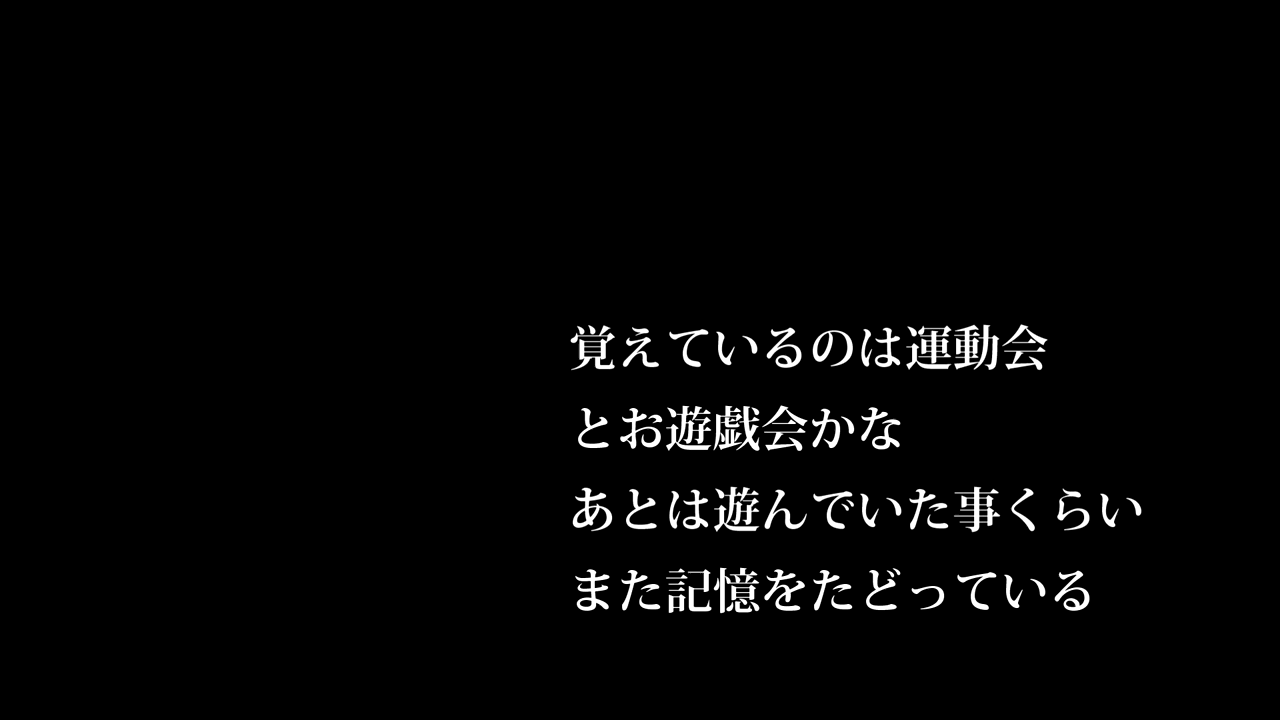 覚えているのは運動会
とお遊戯会かな
あとは遊んでいた事くらい
また記憶をたどっている